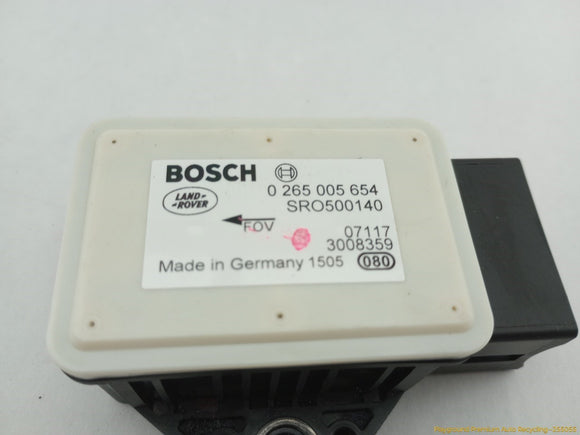 BOSCH
LAND-
-ROVER
0 265 005 654
SRO500140
FOV
07117
3008359
Made in Germany 1505 080